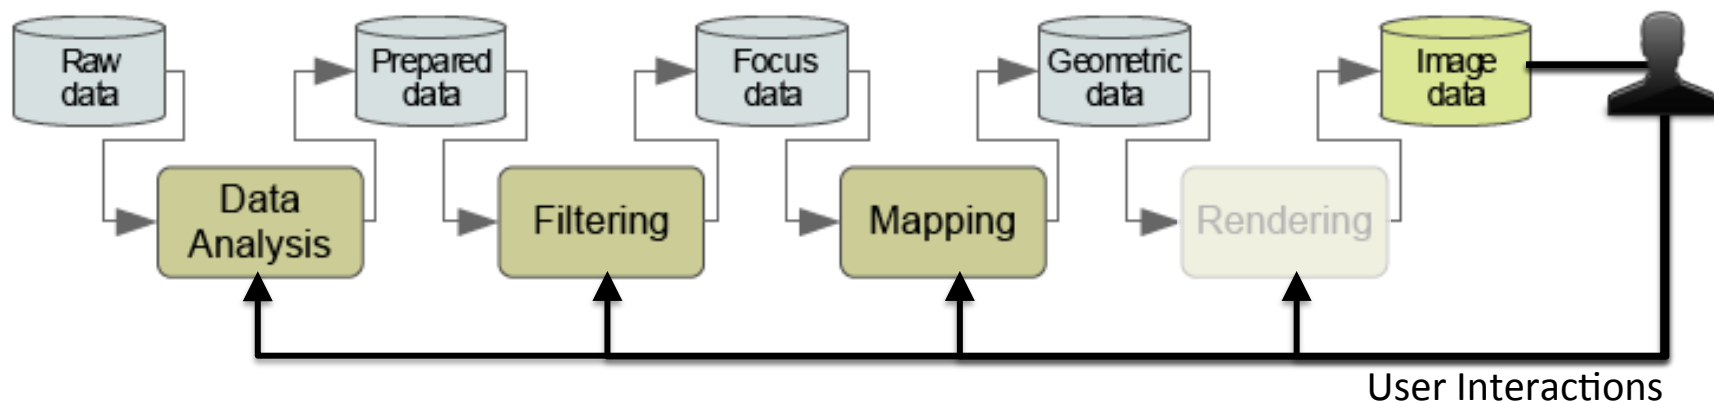 Raw
data
Prepared
data
Focus
data
Geometric
data
Image
data
Data
Analysis
Filtering
Mapping
Rendering
User Interactions